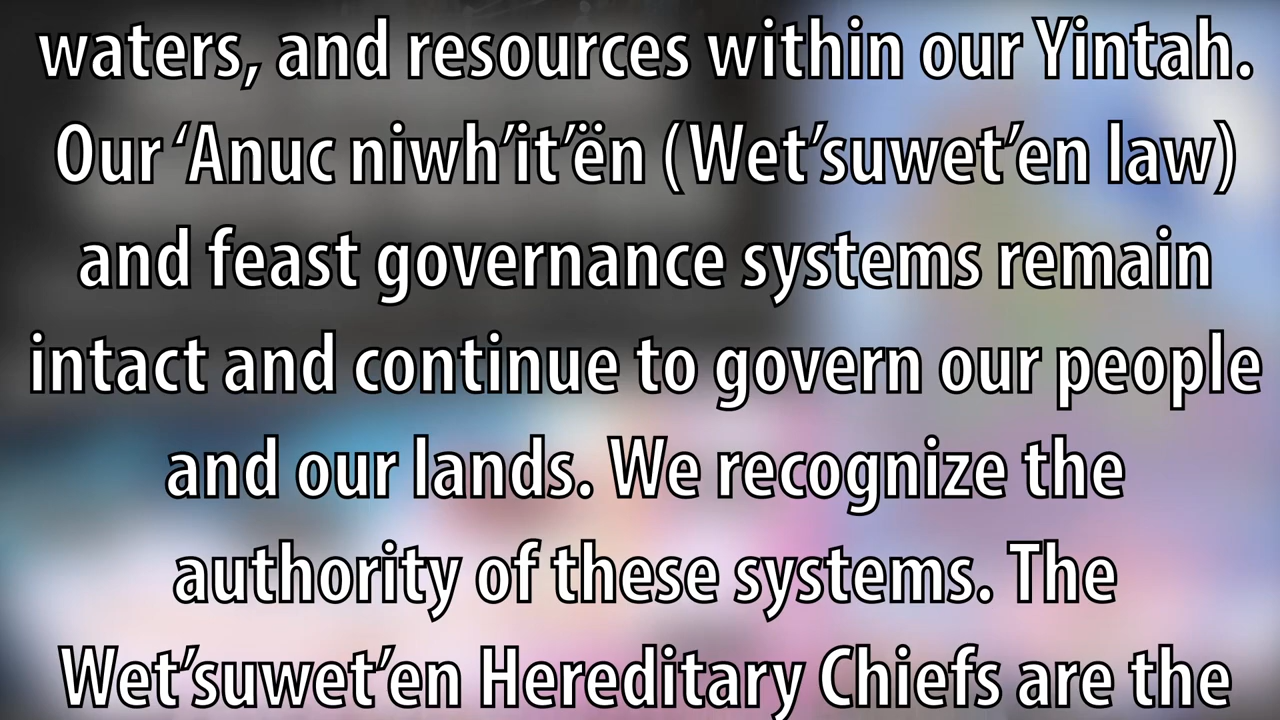 waters, and resources within our Yintah.
Our ‘Anuc niwh’it’ën (Wet’suwet’en law)
and feast governance systems remain
intact and continue to govern our people
and our lands. We recognize the
authority of these systems. The
Wet’suwet’en Hereditary Chiefs are the